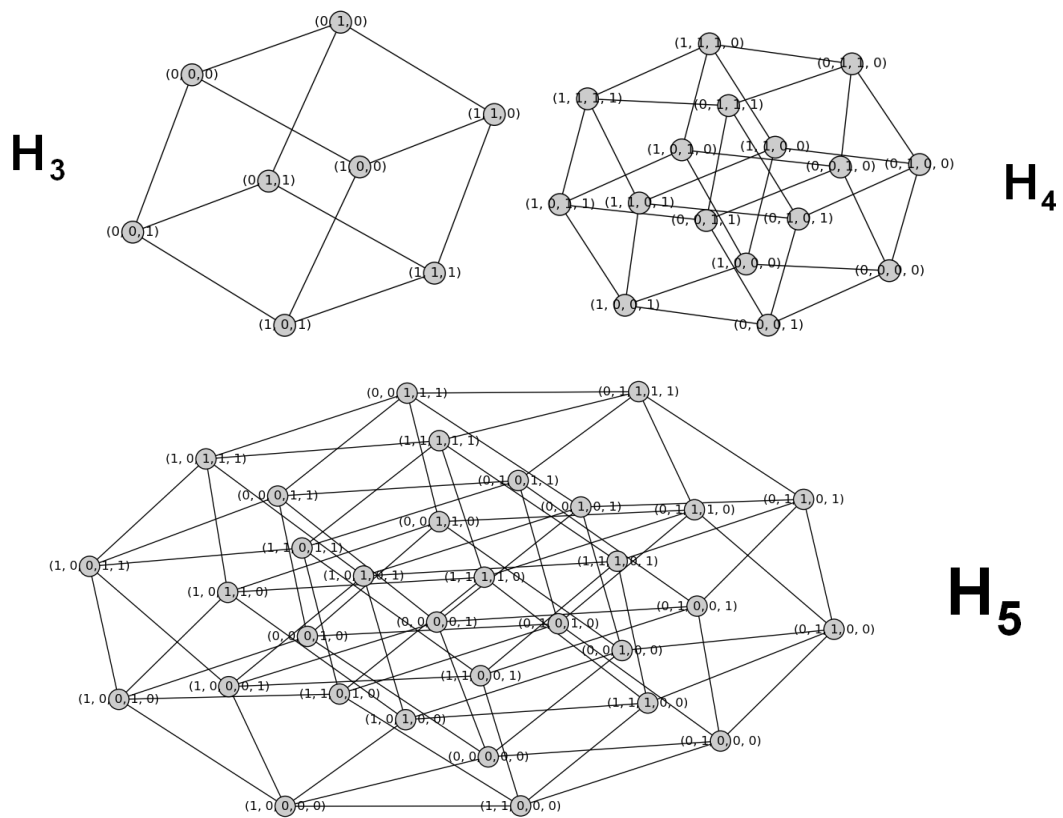 H3
(0, 1, 0)
(0, 0, 0)
(1, 1, 0)
(1, 0, 0)
(0, 1, 1)
(0, 0, 1)
(1, 1, 1)
(1, 0, 1)
H4
(1, 1, 1, 0)
(0, 1, 1, 0)
(1, 1, 1, 1)
(0, 1, 1, 1)
(1, 0, 1, 0)
(1, 1, 0, 0)
(0, 0, 1, 0)
(0, 1, 0, 0)
(1, 0, 1, 1)
(1, 1, 0, 1)
(0, 0, 1, 1)
(0, 1, 0, 1)
(1, 0, 0, 0)
(0, 0, 0, 0)
(1, 0, 0, 1)
(0, 0, 0, 1)
H5
(0, 0, 1, 1, 1)
(0, 1, 1, 1, 1)
(1, 1, 1, 1, 1)
(1, 0, 1, 1, 1)
(0, 1, 0, 1, 1)
(0, 0, 0, 1, 1)
(0, 0, 1, 0, 1)
(0, 1, 1, 0, 1)
(0, 1, 1, 1, 0)
(0, 0, 1, 1, 0)
(1, 1, 0, 1, 1)
(1, 1, 1, 0, 1)
(1, 0, 0, 1, 1)
(1, 0, 1, 0, 1)
(1, 1, 1, 1, 0)
(1, 0, 1, 1, 0)
(0, 1, 0, 0, 1)
(0, 0, 0, 0, 1)
(0, 1, 0, 1, 0)
(0, 1, 1, 0, 0)
(0, 0, 0, 1, 0)
(0, 0, 1, 0, 0)
(1, 1, 0, 0, 1)
(1, 0, 0, 0, 1)
(1, 1, 0, 1, 0)
(1, 0, 0, 1, 0)
(1, 1, 1, 0, 0)
(1, 0, 1, 0, 0)
(0, 1, 0, 0, 0)
(0, 0, 0, 0, 0)
(1, 0, 0, 0, 0)
(1, 1, 0, 0, 0)